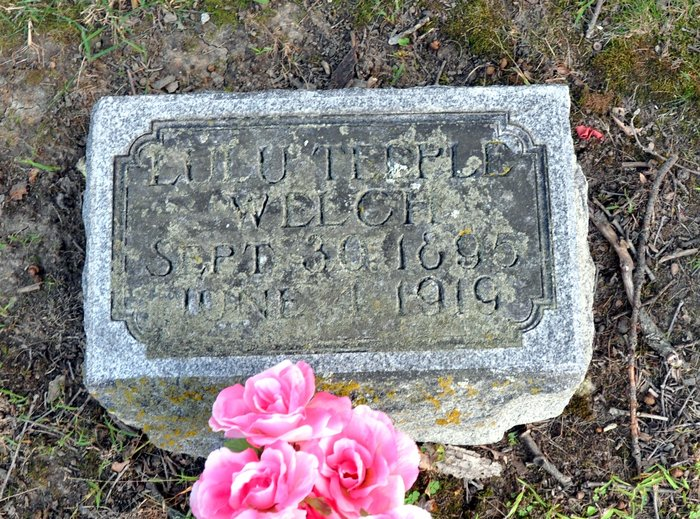 LULU TEEPLE
WELCH
SEPT 30 1895
JUNE 1 1919